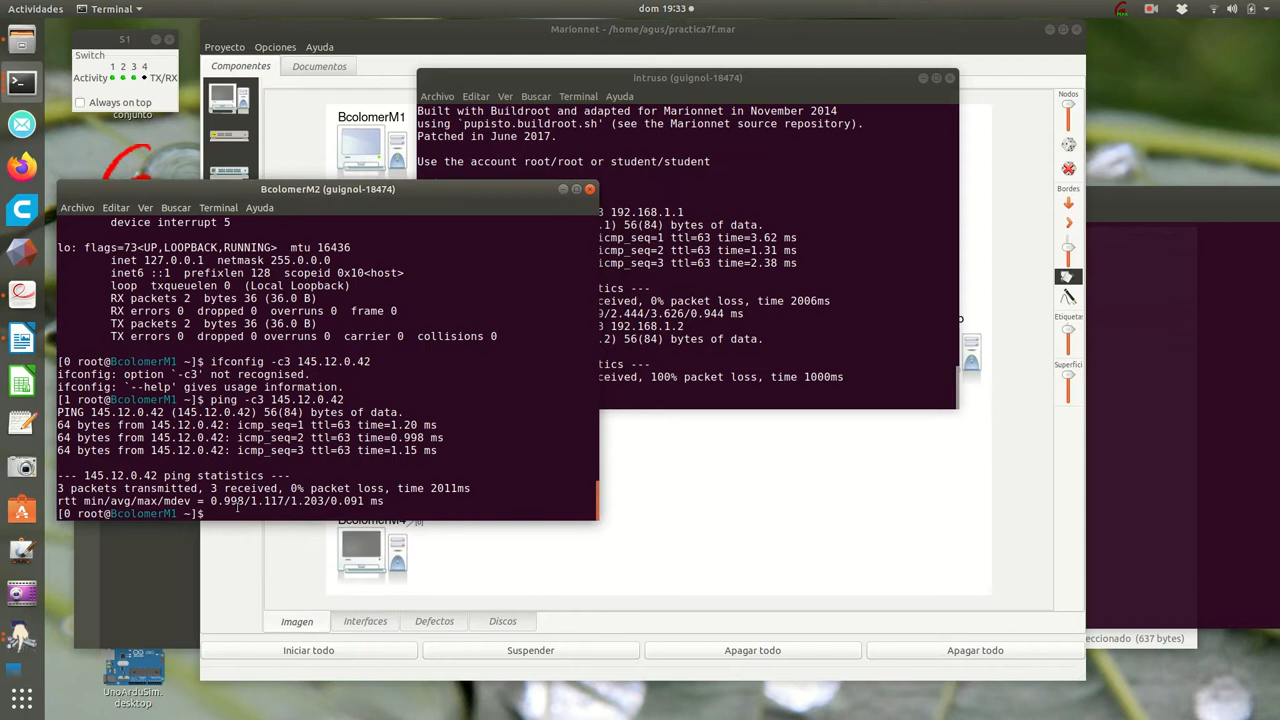 Actividades
Terminal
dom 19:33
S1
Switch
1 2 3 4
Activity TX/RX
Always on top
conjunto
UnoArduSim.
desktop
Marionnet - /home/agus/practica7f.mar
Proyecto Opciones Ayuda
Componentes Documentos
BcolomerM1
BcolomerM4
[0]
Nodos
Bordes
Etiquetas
Superfici
Imagen Interfaces Defectos Discos
Iniciar todo Suspender Apagar todo Apagar todo
eccionado (637 bytes)
intruso (guignol-18474)
Archivo Editar Ver Buscar Terminal Ayuda
Built with Buildroot and adapted for Marionnet in November 2014
using `pupisto.buildroot.sh' (see the Marionnet source repository).
Patched in June 2017.
Use the account root/root or student/student
3 192.168.1.1
.1) 56(84) bytes of data.
icmp_seq=1 ttl=63 time=3.62 ms
icmp_seq=2 ttl=63 time=1.31 ms
icmp_seq=3 ttl=63 time=2.38 ms
tics ---
ceived, 0% packet loss, time 2006ms
9/2.444/3.626/0.944 ms
3 192.168.1.2
.2) 56(84) bytes of data.
tics ---
ceived, 100% packet loss, time 1000ms
BcolomerM2 (guignol-18474)
Archivo Editar Ver Buscar Terminal Ayuda
device interrupt 5
lo: flags=73<UP,LOOPBACK,RUNNING> mtu 16436
inet 127.0.0.1 netmask 255.0.0.0
inet6 ::1 prefixlen 128 scopeid 0x10<host>
loop txqueuelen 0 (Local Loopback)
RX packets 2 bytes 36 (36.0 B)
RX errors 0 dropped 0 overruns 0 frame 0
TX packets 2 bytes 36 (36.0 B)
TX errors 0 dropped 0 overruns 0 carrier 0 collisions 0
[0 root@BcolomerM1 ~]$ ifconfig -c3 145.12.0.42
ifconfig: option `-c3' not recognised.
ifconfig: `--help' gives usage information.
[1 root@BcolomerM1 ~]$ ping -c3 145.12.0.42
PING 145.12.0.42 (145.12.0.42) 56(84) bytes of data.
64 bytes from 145.12.0.42: icmp_seq=1 ttl=63 time=1.20 ms
64 bytes from 145.12.0.42: icmp_seq=2 ttl=63 time=0.998 ms
64 bytes from 145.12.0.42: icmp_seq=3 ttl=63 time=1.15 ms
--- 145.12.0.42 ping statistics ---
3 packets transmitted, 3 received, 0% packet loss, time 2011ms
rtt min/avg/max/mdev = 0.998/1.117/1.203/0.091 ms
[0 root@BcolomerM1 ~]$